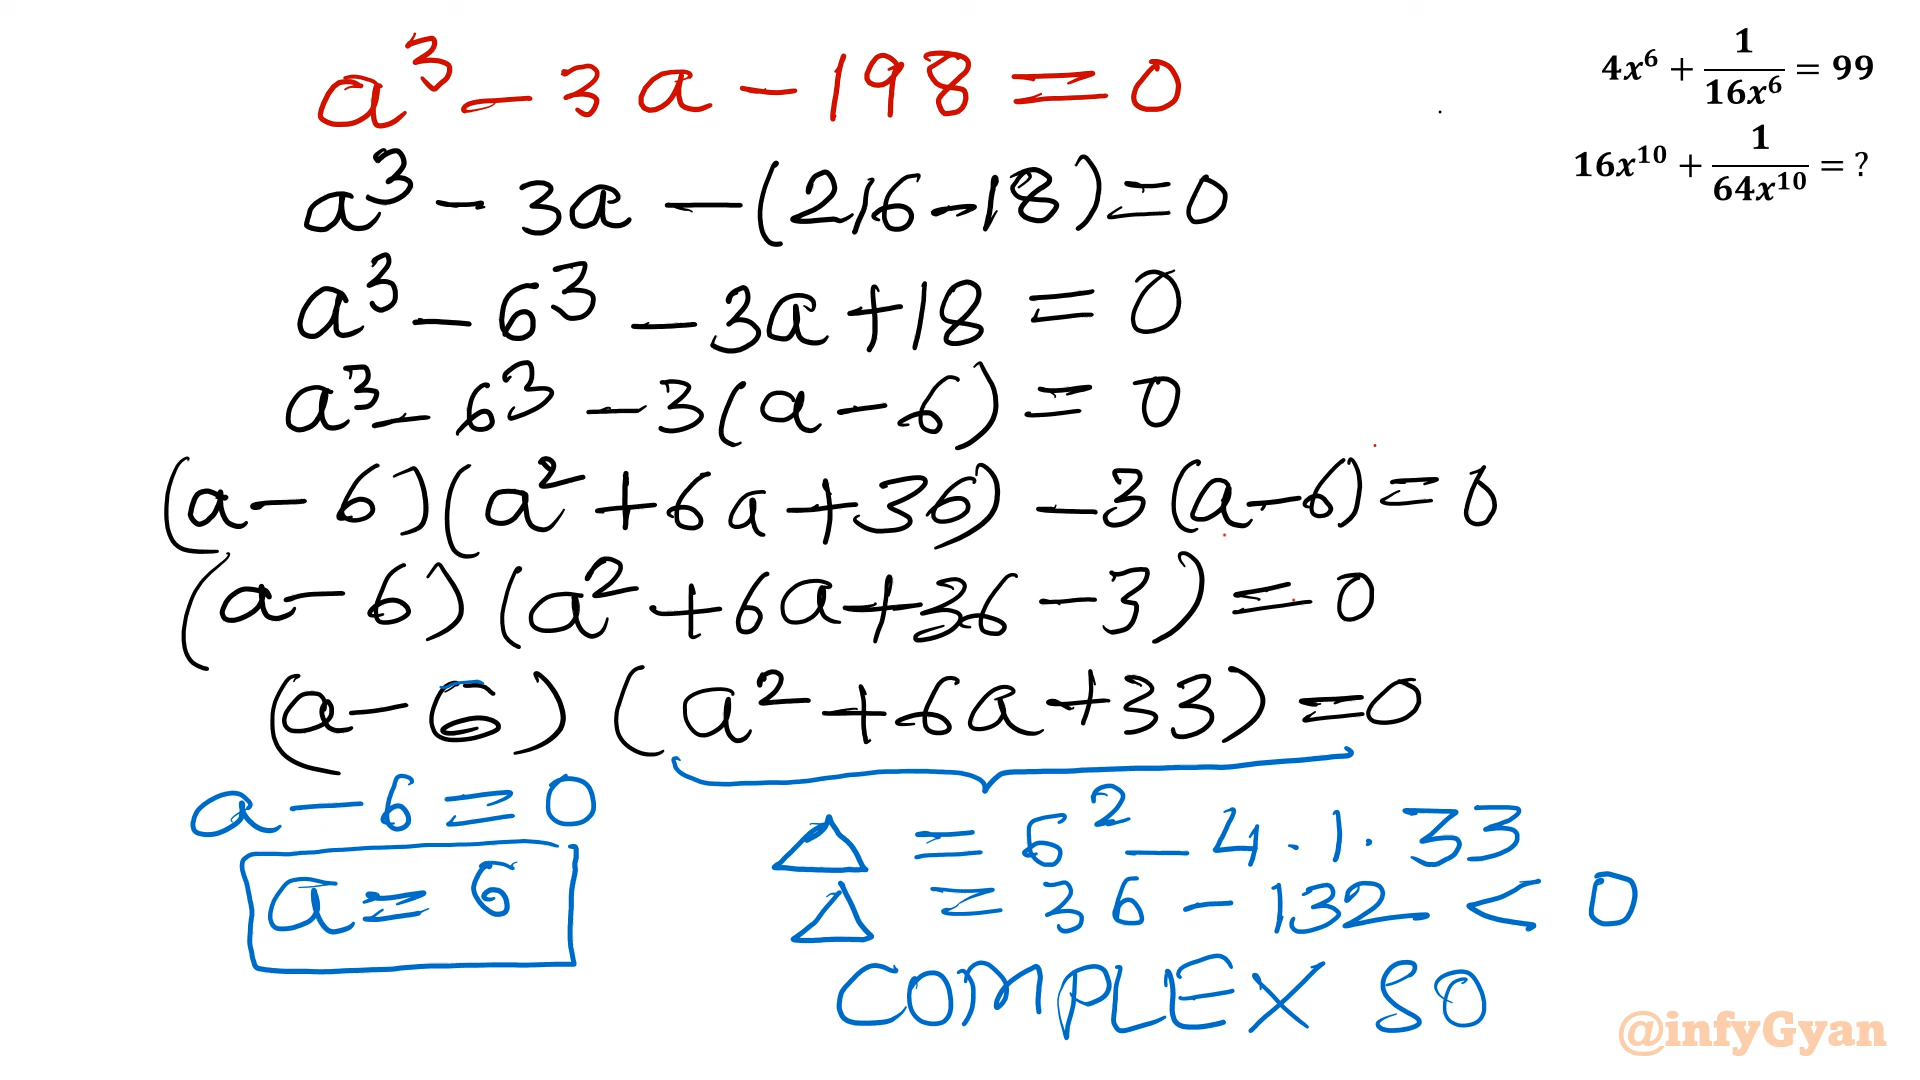 a³ - 3a - 198 = 0
a³ - 3a - (216 - 18) = 0
a³ - 6³ - 3a + 18 = 0
a³ - 6³ - 3(a - 6) = 0
(a - 6)(a² + 6a + 36) - 3(a - 6) = 0
(a - 6)(a² + 6a + 36 - 3) = 0
(a - 6)(a² + 6a + 33) = 0
a - 6 = 0
a = 6
Δ = 6² - 4 · 1 · 33
Δ = 36 - 132 < 0
COMPLEX SO
4x⁶ + 1/(16x⁶) = 99
16x¹⁰ + 1/(64x¹⁰) = ?
@infyGyan